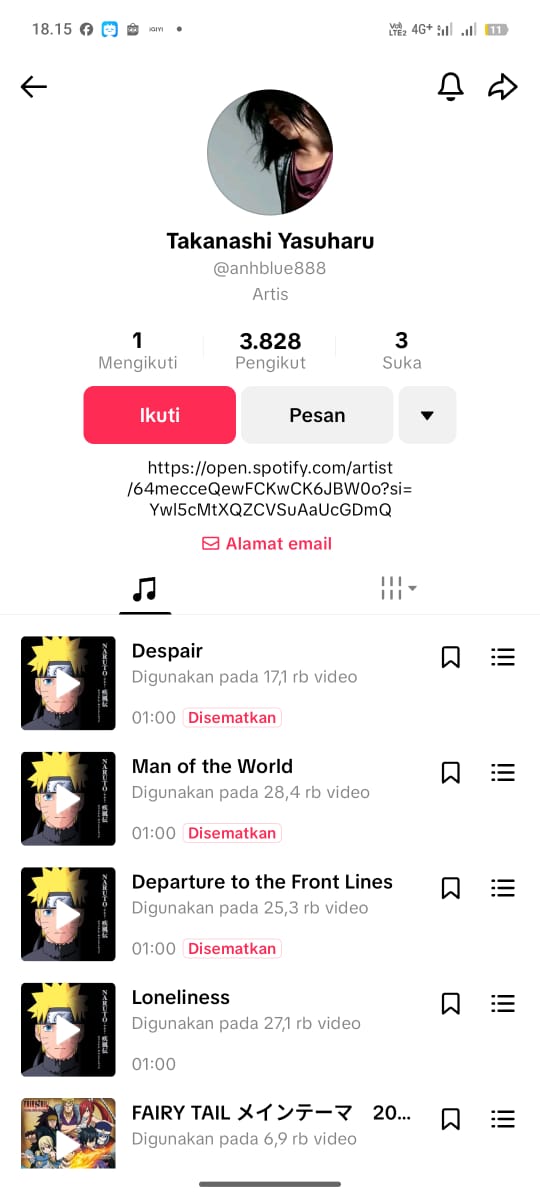 18.15
Vo)
LTE2 4G+ 11
Takanashi Yasuharu
@anhblue888
Artis
1 3.828 3
Mengikuti Pengikut Suka
Ikuti Pesan
https://open.spotify.com/artist
/64mecceQewFCKwCK6JBW0o?si=
Ywl5cMtXQZCVSuAaUcGDmQ
Alamat email
Despair
Digunakan pada 17,1 rb video
01:00 Disematkan
Man of the World
Digunakan pada 28,4 rb video
01:00 Disematkan
Departure to the Front Lines
Digunakan pada 25,3 rb video
01:00 Disematkan
Loneliness
Digunakan pada 27,1 rb video
01:00
FAIRY TAIL メインテーマ　20...
Digunakan pada 6,9 rb video
NARUTO
疾風伝
NARUTO
疾風伝
NARUTO
疾風伝
NARUTO
疾風伝
FAIRY TAIL